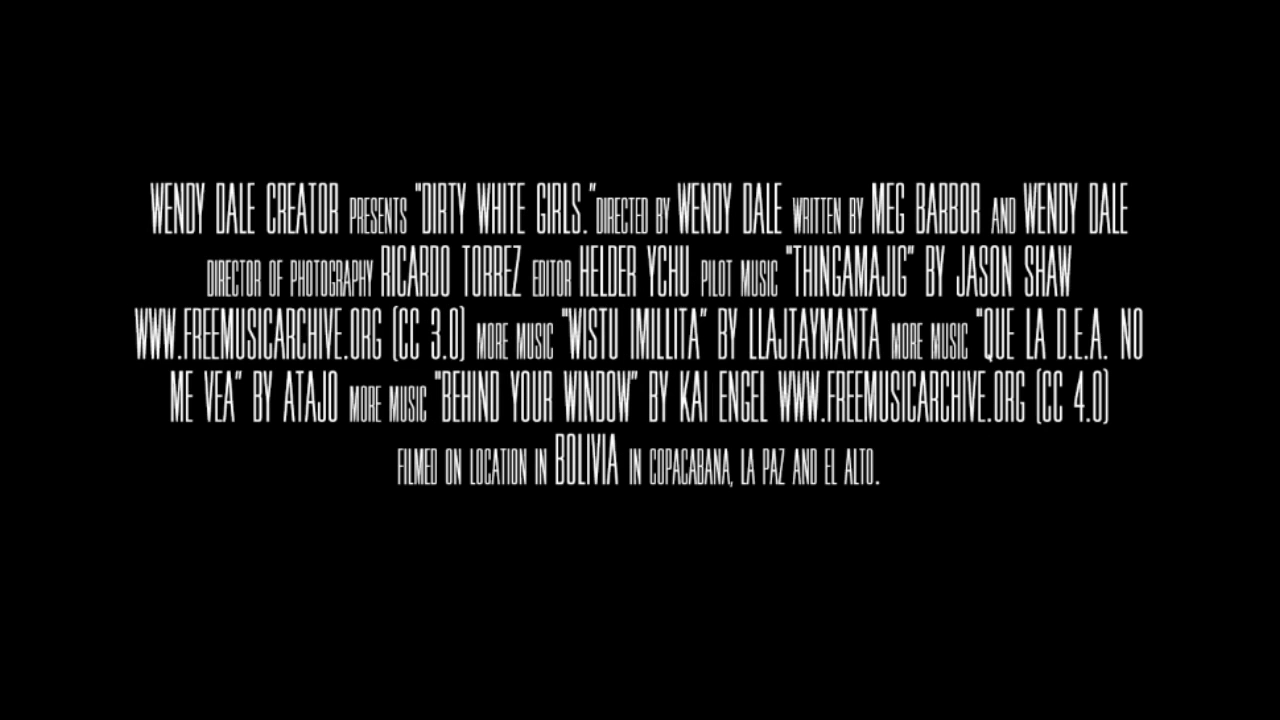 WENDY DALE CREATOR PRESENTS "DIRTY WHITE GIRLS." DIRECTED BY WENDY DALE WRITTEN BY MEG BARBOR AND WENDY DALE
DIRECTOR OF PHOTOGRAPHY RICARDO TORREZ EDITOR HELDER YCHU PILOT MUSIC "THINGAMAJIG" BY JASON SHAW
WWW.FREEMUSICARCHIVE.ORG (CC 3.0) MORE MUSIC "WISTU IMILLITA" BY LLAJTAYMANTA MORE MUSIC "QUE LA D.E.A. NO
ME VEA" BY ATAJO MORE MUSIC "BEHIND YOUR WINDOW" BY KAI ENGEL WWW.FREEMUSICARCHIVE.ORG (CC 4.0)
FILMED ON LOCATION IN BOLIVIA IN COPACABANA, LA PAZ AND EL ALTO.